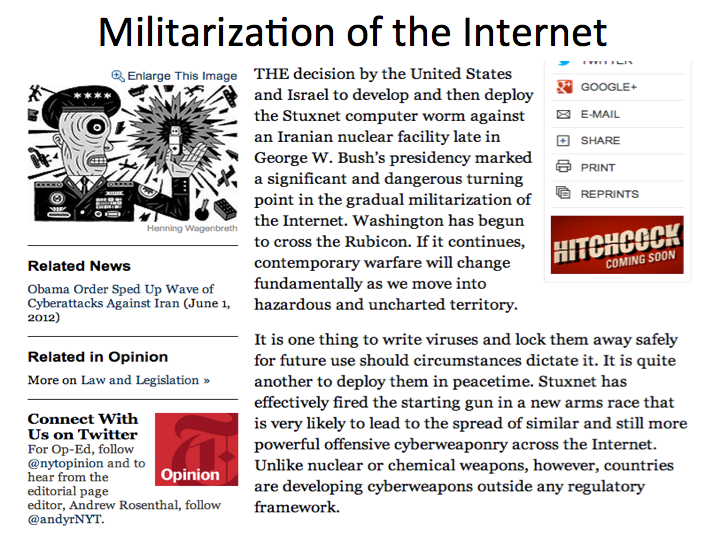 Militarization of the Internet
Enlarge This Image
Henning Wagenbreth
Related News
Obama Order Sped Up Wave of
Cyberattacks Against Iran (June 1,
2012)
Related in Opinion
More on Law and Legislation »
Connect With
Us on Twitter
For Op-Ed, follow
@nytopinion and to
hear from the
editorial page
editor, Andrew Rosenthal, follow
@andyrNYT.
Opinion
THE decision by the United States
and Israel to develop and then deploy
the Stuxnet computer worm against
an Iranian nuclear facility late in
George W. Bush's presidency marked
a significant and dangerous turning
point in the gradual militarization of
the Internet. Washington has begun
to cross the Rubicon. If it continues,
contemporary warfare will change
fundamentally as we move into
hazardous and uncharted territory.
It is one thing to write viruses and lock them away safely
for future use should circumstances dictate it. It is quite
another to deploy them in peacetime. Stuxnet has
effectively fired the starting gun in a new arms race that
is very likely to lead to the spread of similar and still more
powerful offensive cyberweaponry across the Internet.
Unlike nuclear or chemical weapons, however, countries
are developing cyberweapons outside any regulatory
framework.
TWITTER
GOOGLE+
E-MAIL
SHARE
PRINT
REPRINTS
HITCHCOCK
COMING SOON